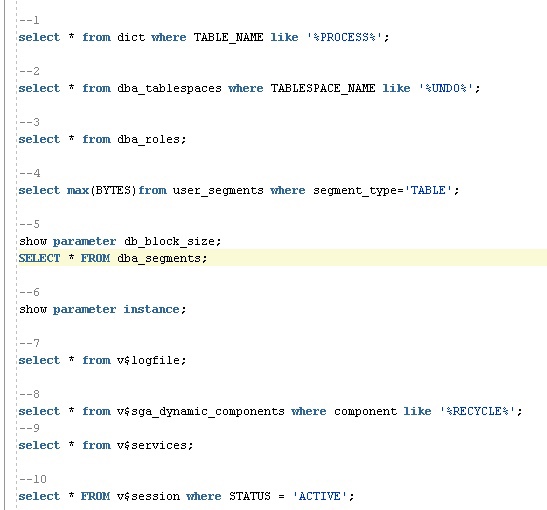 --1
select * from dict where TABLE_NAME like '%PROCESS%';
--2
select * from dba_tablespaces where TABLESPACE_NAME like '%UNDO%';
--3
select * from dba_roles;
--4
select max(BYTES)from user_segments where segment_type='TABLE';
--5
show parameter db_block_size;
SELECT * FROM dba_segments;
--6
show parameter instance;
--7
select * from v$logfile;
--8
select * from v$sga_dynamic_components where component like '%RECYCLE%';
--9
select * from v$services;
--10
select * FROM v$session where STATUS = 'ACTIVE';